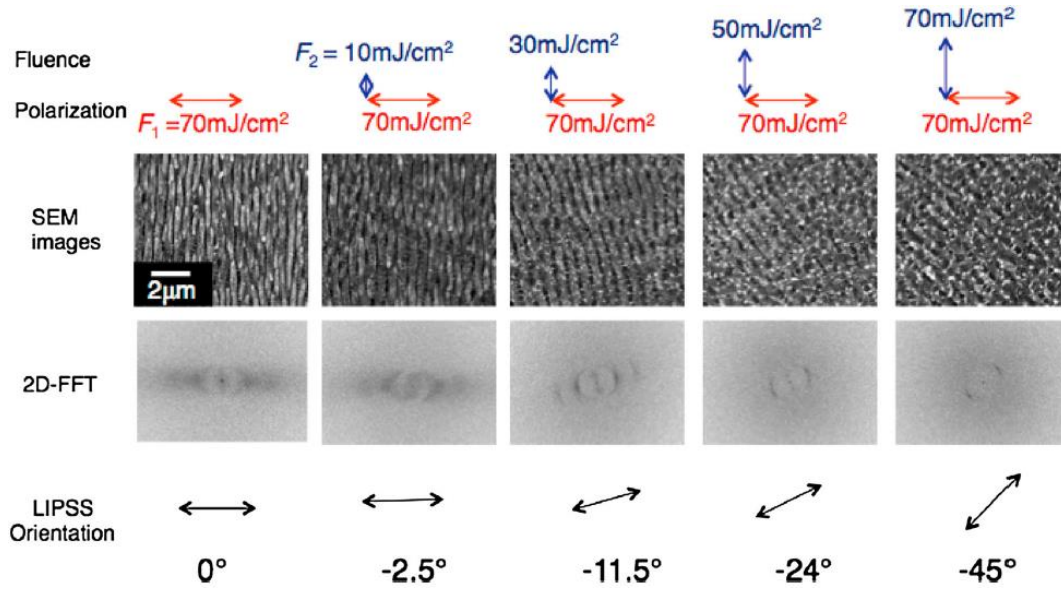 Fluence
Polarization
F₁ =70mJ/cm²
F₂ = 10mJ/cm²
70mJ/cm²
30mJ/cm²
70mJ/cm²
50mJ/cm²
70mJ/cm²
70mJ/cm²
70mJ/cm²
SEM
images
2μm
2D-FFT
LIPSS
Orientation
0°
-2.5°
-11.5°
-24°
-45°